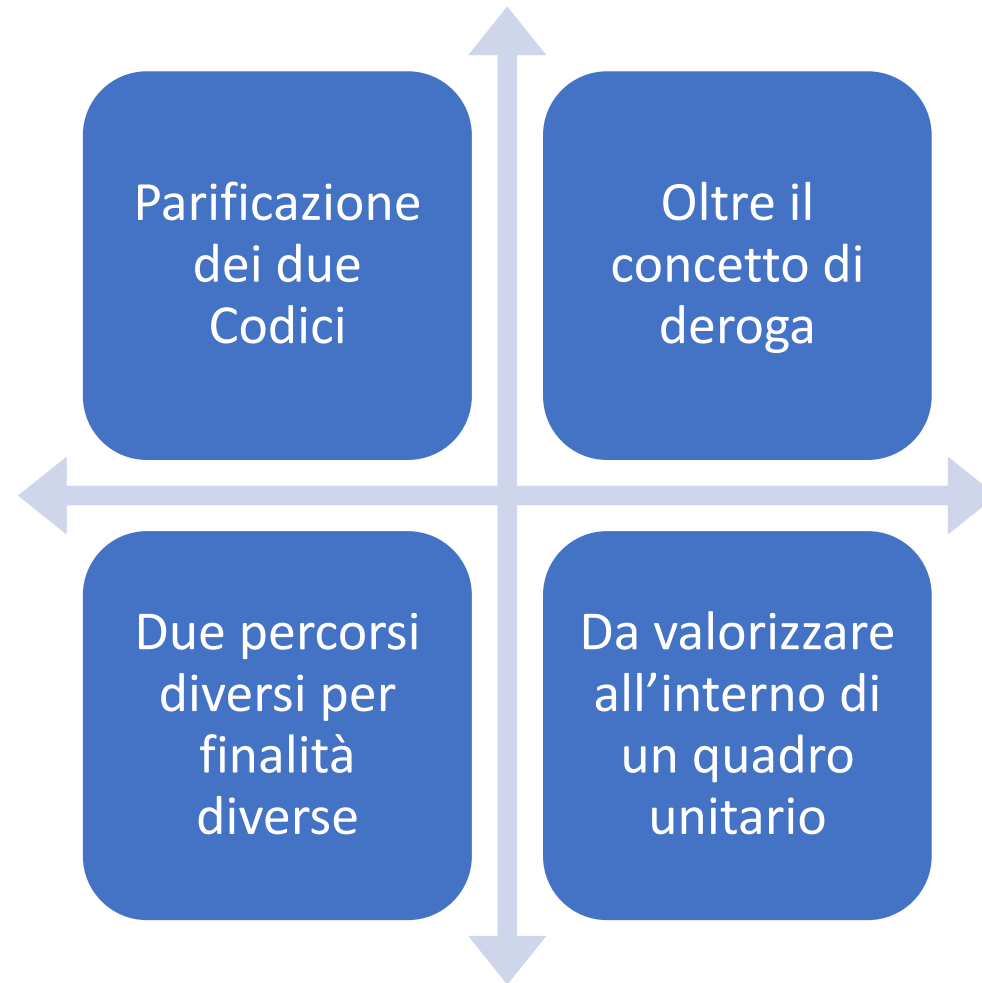 Parificazione
dei due
Codici
Oltre il
concetto di
deroga
Due percorsi
diversi per
finalità
diverse
Da valorizzare
all’interno di
un quadro
unitario